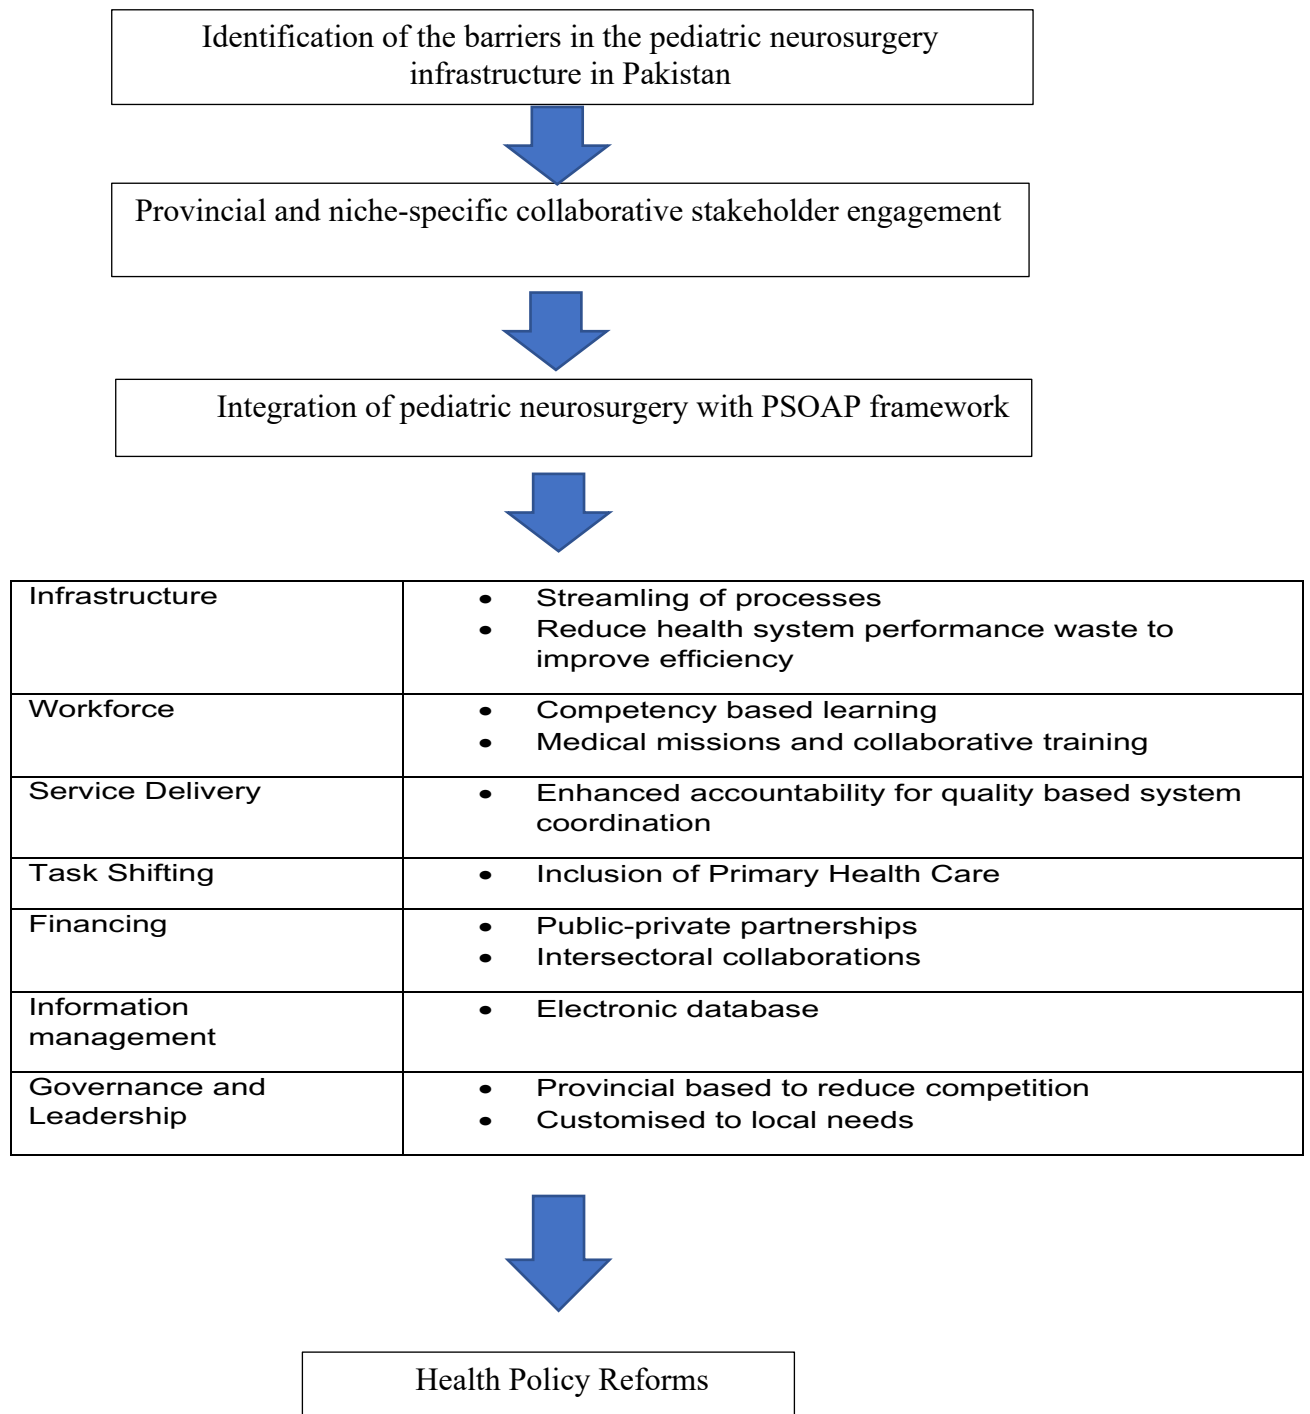 Identification of the barriers in the pediatric neurosurgery
infrastructure in Pakistan
Provincial and niche-specific collaborative stakeholder engagement
Integration of pediatric neurosurgery with PSOAP framework
Infrastructure
• Streamling of processes
• Reduce health system performance waste to
improve efficiency
Workforce
• Competency based learning
• Medical missions and collaborative training
Service Delivery
• Enhanced accountability for quality based system
coordination
Task Shifting
• Inclusion of Primary Health Care
Financing
• Public-private partnerships
• Intersectoral collaborations
Information
management
• Electronic database
Governance and
Leadership
• Provincial based to reduce competition
• Customised to local needs
Health Policy Reforms